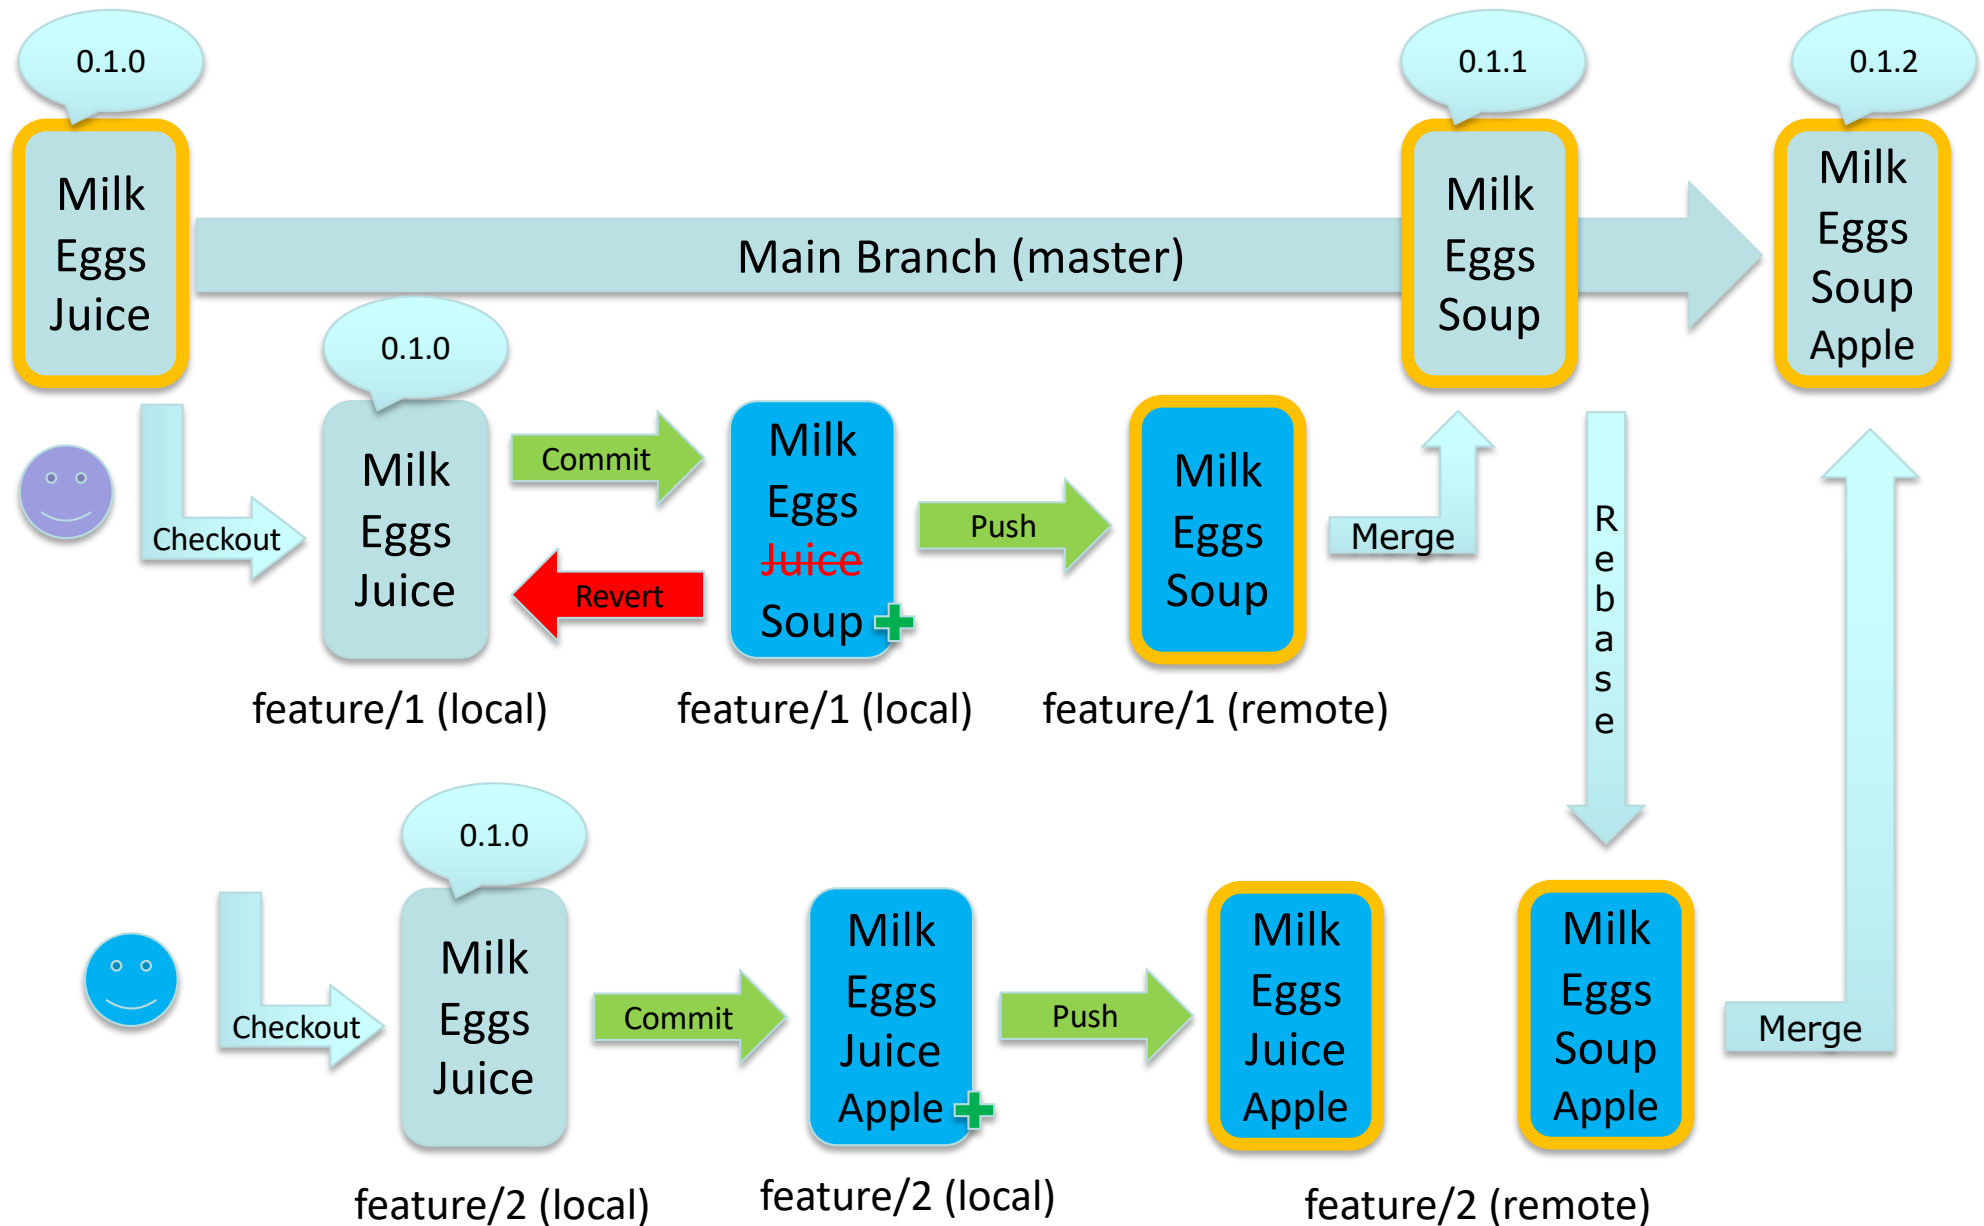 0.1.0
0.1.1
0.1.2
Milk
Eggs
Juice
Main Branch (master)
Milk
Eggs
Soup
Milk
Eggs
Soup
Apple
0.1.0
Checkout
Milk
Eggs
Juice
Commit
Revert
Milk
Eggs
Juice
Soup
Push
Milk
Eggs
Soup
Merge
Rebase
feature/1 (local)
feature/1 (local)
feature/1 (remote)
0.1.0
Checkout
Milk
Eggs
Juice
Commit
Milk
Eggs
Juice
Apple
Push
Milk
Eggs
Juice
Apple
Milk
Eggs
Soup
Apple
Merge
feature/2 (local)
feature/2 (local)
feature/2 (remote)